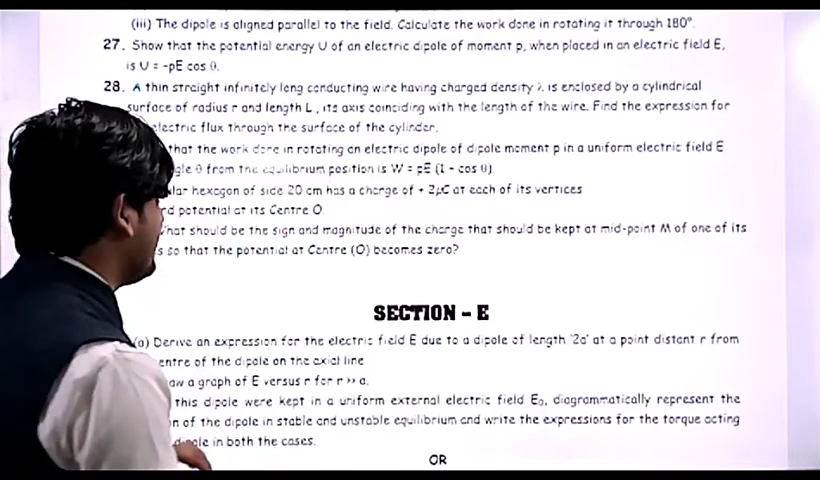 (iii) The dipole is aligned parallel to the field. Calculate the work done in rotating it through 180°.
27. Show that the potential energy U of an electric dipole of moment p, when placed in an electric field E,
is U = -pE cos θ.
28. A thin straight infinitely long conducting wire having charged density λ is enclosed by a cylindrical
surface of radius r and length L, its axis coinciding with the length of the wire. Find the expression for
electric flux through the surface of the cylinder.
that the work done in rotating an electric dipole of dipole moment p in a uniform electric field E
gle θ from the equilibrium position is W = pE (1 - cos θ)
lar hexagon of side 20 cm has a charge of + 2μC at each of its vertices
rd potential at its Centre O.
hat should be the sign and magnitude of the charge that should be kept at mid-point M of one of its
s so that the potential at Centre (O) becomes zero?
SECTION - E
(a) Derive an expression for the electric field E due to a dipole of length '2a' at a point distant r from
entre of the dipole on the axial line
aw a graph of E versus r for r >> a.
this dipole were kept in a uniform external electric field E₀, diagrammatically represent the
n of the dipole in stable and unstable equilibrium and write the expressions for the torque acting
dipole in both the cases.
OR